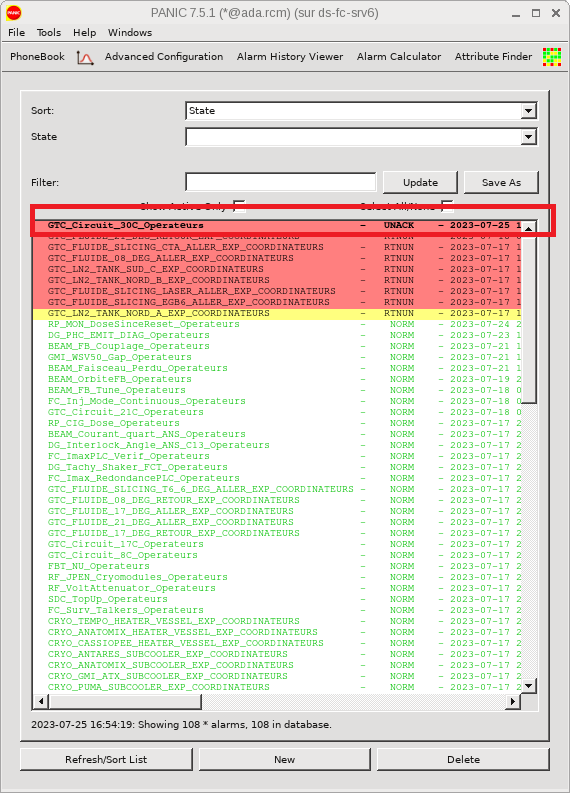 PANIC 7.5.1 (*@ada.rcm) (sur ds-fc-srv6)
File Tools Help Windows
PhoneBook Advanced Configuration Alarm History Viewer Alarm Calculator Attribute Finder
Sort: State
State
Filter: Update Save As
Show Active Only Select All/None
GTC_Circuit_30C_Operateurs - UNACK - 2023-07-25 1
RTNUN - 2023-07-17 1
GTC_FLUIDE_SLICING_CTA_ALLER_EXP_COORDINATEURS - RTNUN - 2023-07-17 1
GTC_FLUIDE_08_DEG_ALLER_EXP_COORDINATEURS - RTNUN - 2023-07-17 1
GTC_LN2_TANK_SUD_C_EXP_COORDINATEURS - RTNUN - 2023-07-17 1
GTC_LN2_TANK_NORD_B_EXP_COORDINATEURS - RTNUN - 2023-07-17 1
GTC_FLUIDE_SLICING_LASER_ALLER_EXP_COORDINATEURS - RTNUN - 2023-07-17 1
GTC_FLUIDE_SLICING_EGB6_ALLER_EXP_COORDINATEURS - RTNUN - 2023-07-17 1
GTC_LN2_TANK_NORD_A_EXP_COORDINATEURS - RTNUN - 2023-07-17 1
RP_MON_DoseSinceReset_Operateurs - NORM - 2023-07-24 2
DG_PHC_EMIT_DIAG_Operateurs - NORM - 2023-07-23 1
BEAM_FB_Couplage_Operateurs - NORM - 2023-07-21 1
GMI_WSV50_Gap_Operateurs - NORM - 2023-07-21 1
BEAM_Faisceau_Perdu_Operateurs - NORM - 2023-07-21 1
BEAM_OrbiteFB_Operateurs - NORM - 2023-07-19 2
BEAM_FB_Tune_Operateurs - NORM - 2023-07-18 0
FC_Inj_Mode_Continuous_Operateurs - NORM - 2023-07-18 0
GTC_Circuit_21C_Operateurs - NORM - 2023-07-18 0
RP_CIG_Dose_Operateurs - NORM - 2023-07-17 2
BEAM_Courant_quart_ANS_Operateurs - NORM - 2023-07-17 2
DG_Interlock_Angle_ANS_C13_Operateurs - NORM - 2023-07-17 2
FC_ImaxPLC_Verif_Operateurs - NORM - 2023-07-17 2
DG_Tachy_Shaker_FCT_Operateurs - NORM - 2023-07-17 2
FC_Imax_RedondancePLC_Operateurs - NORM - 2023-07-17 2
GTC_FLUIDE_SLICING_T6_6_DEG_ALLER_EXP_COORDINATEURS - NORM - 2023-07-17 2
GTC_FLUIDE_08_DEG_RETOUR_EXP_COORDINATEURS - NORM - 2023-07-17 2
GTC_FLUIDE_17_DEG_ALLER_EXP_COORDINATEURS - NORM - 2023-07-17 2
GTC_FLUIDE_21_DEG_ALLER_EXP_COORDINATEURS - NORM - 2023-07-17 2
GTC_FLUIDE_17_DEG_RETOUR_EXP_COORDINATEURS - NORM - 2023-07-17 2
GTC_Circuit_17C_Operateurs - NORM - 2023-07-17 2
GTC_Circuit_8C_Operateurs - NORM - 2023-07-17 2
FBT_NU_Operateurs - NORM - 2023-07-17 2
RF_JPEN_Cryomodules_Operateurs - NORM - 2023-07-17 2
RF_VoltAttenuator_Operateurs - NORM - 2023-07-17 2
SDC_TopUp_Operateurs - NORM - 2023-07-17 2
FC_Surv_Talkers_Operateurs - NORM - 2023-07-17 2
CRYO_TEMPO_HEATER_VESSEL_EXP_COORDINATEURS - NORM - 2023-07-17 2
CRYO_ANATOMIX_HEATER_VESSEL_EXP_COORDINATEURS - NORM - 2023-07-17 2
CRYO_CASSIOPEE_HEATER_VESSEL_EXP_COORDINATEURS - NORM - 2023-07-17 2
CRYO_ANTARES_SUBCOOLER_EXP_COORDINATEURS - NORM - 2023-07-17 2
CRYO_ANATOMIX_SUBCOOLER_EXP_COORDINATEURS - NORM - 2023-07-17 2
CRYO_GMI_ATX_SUBCOOLER_EXP_COORDINATEURS - NORM - 2023-07-17 2
CRYO_PUMA_SUBCOOLER_EXP_COORDINATEURS - NORM - 2023-07-17 2
2023-07-25 16:54:19: Showing 108 * alarms, 108 in database.
Refresh/Sort List New Delete